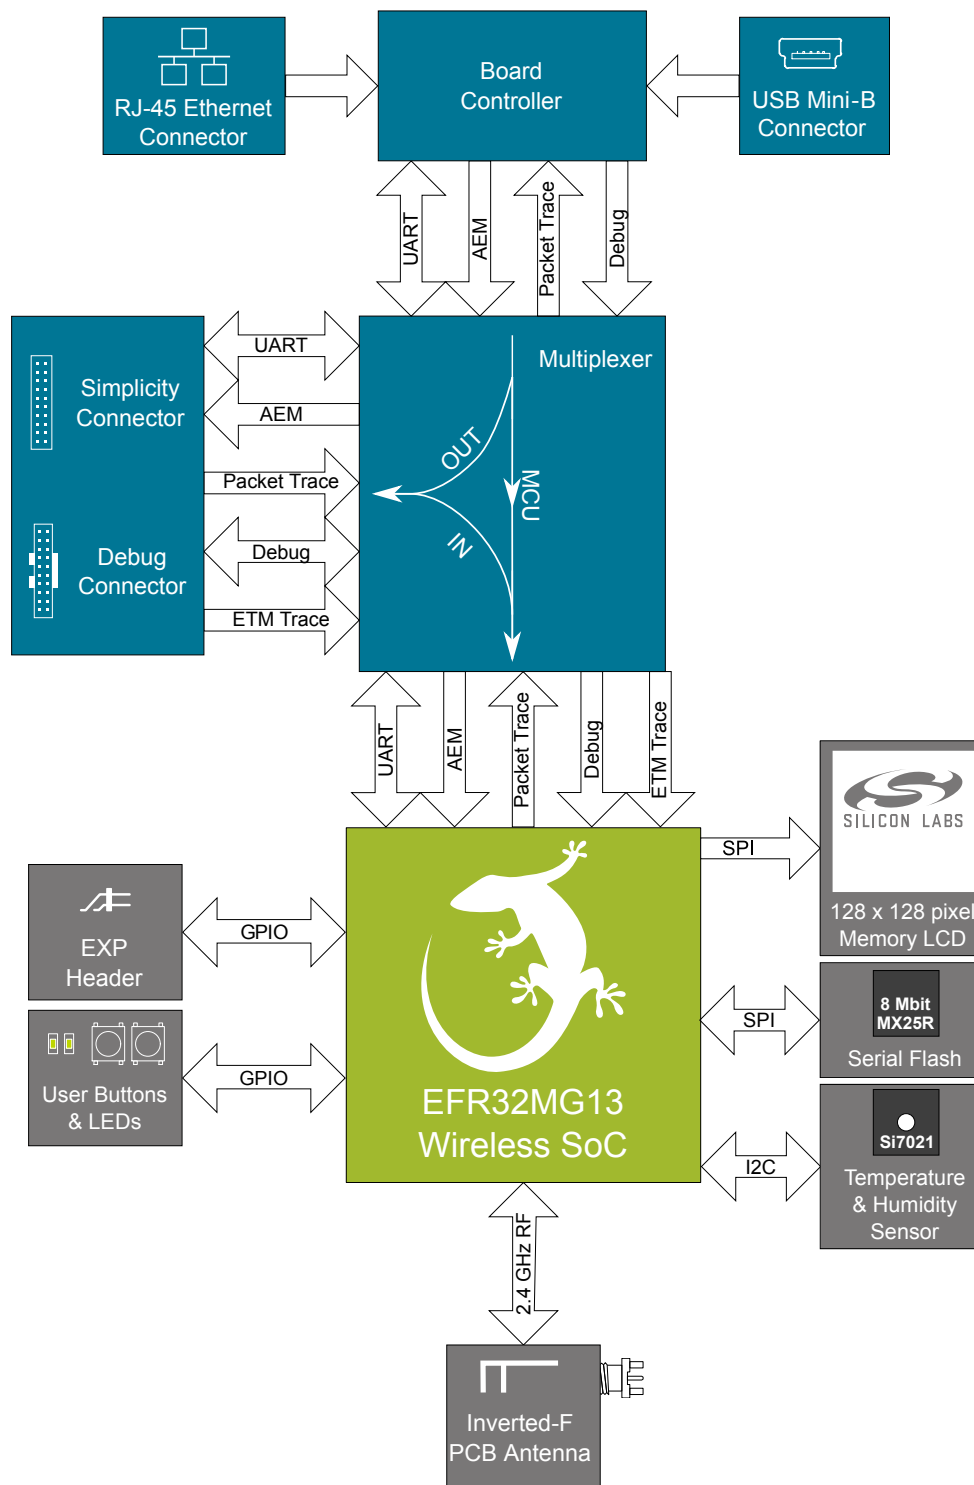 RJ-45 Ethernet
Connector
Board
Controller
USB Mini-B
Connector
UART
AEM
Packet Trace
Debug
Simplicity
Connector
Debug
Connector
UART
AEM
Packet Trace
Debug
ETM Trace
Multiplexer
OUT
MCU
IN
UART
AEM
Packet Trace
Debug
ETM Trace
EXP
Header
GPIO
User Buttons
& LEDs
GPIO
EFR32MG13
Wireless SoC
SPI
SILICON LABS
128 x 128 pixel
Memory LCD
SPI
8 Mbit
MX25R
Serial Flash
I2C
Si7021
Temperature
& Humidity
Sensor
2.4 GHz RF
Inverted-F
PCB Antenna